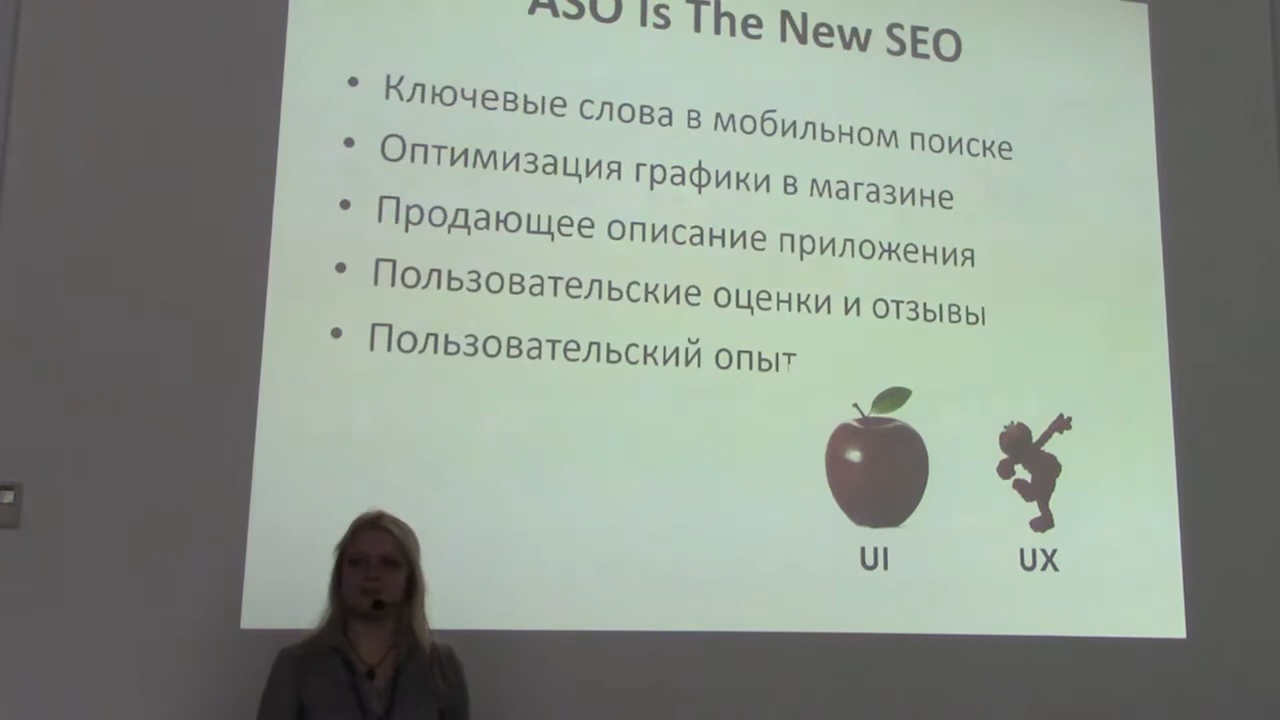 ASO Is The New SEO
• Ключевые слова в мобильном поиске
• Оптимизация графики в магазине
• Продающее описание приложения
• Пользовательские оценки и отзывы
• Пользовательский опыт
UI UX